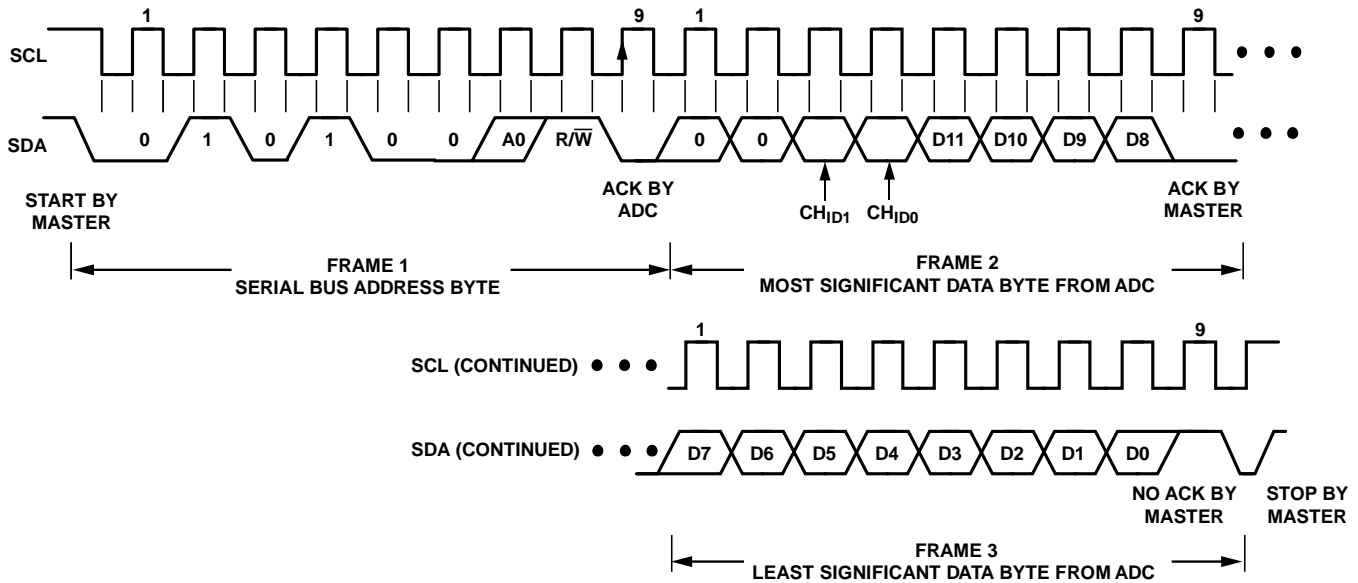 1 9 1 9
SCL
SDA 0 1 0 1 0 0 A0 R/W̅ 0 0 D11 D10 D9 D8
START BY
MASTER
ACK BY
ADC
CHID1 CHID0
ACK BY
MASTER
FRAME 1
SERIAL BUS ADDRESS BYTE
FRAME 2
MOST SIGNIFICANT DATA BYTE FROM ADC
1 9
SCL (CONTINUED)
SDA (CONTINUED) D7 D6 D5 D4 D3 D2 D1 D0
NO ACK BY
MASTER
STOP BY
MASTER
FRAME 3
LEAST SIGNIFICANT DATA BYTE FROM ADC